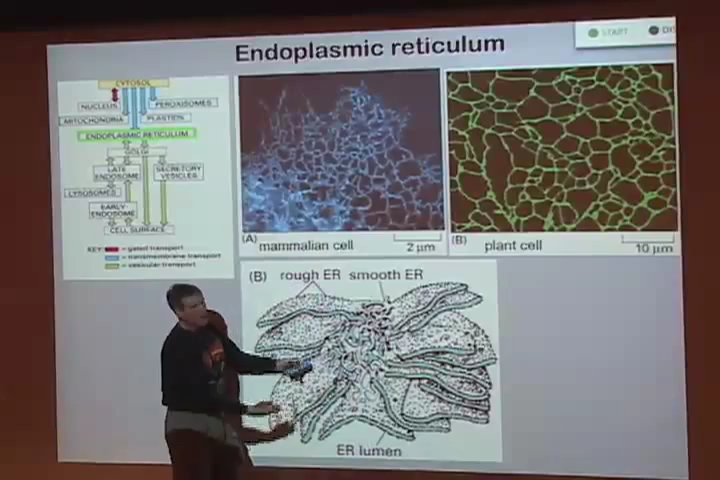 Endoplasmic reticulum
START
CYTOSOL
NUCLEUS
PEROXISOMES
MITOCHONDRIA
PLASTIDS
ENDOPLASMIC RETICULUM
GOLGI
LATE
ENDOSOME
SECRETORY
VESICLES
LYSOSOMES
EARLY
ENDOSOME
CELL SURFACE
KEY:
= gated transport
= transmembrane transport
= vesicular transport
(A)
mammalian cell
2 µm
(B)
plant cell
10 µm
(B) rough ER smooth ER
ER lumen